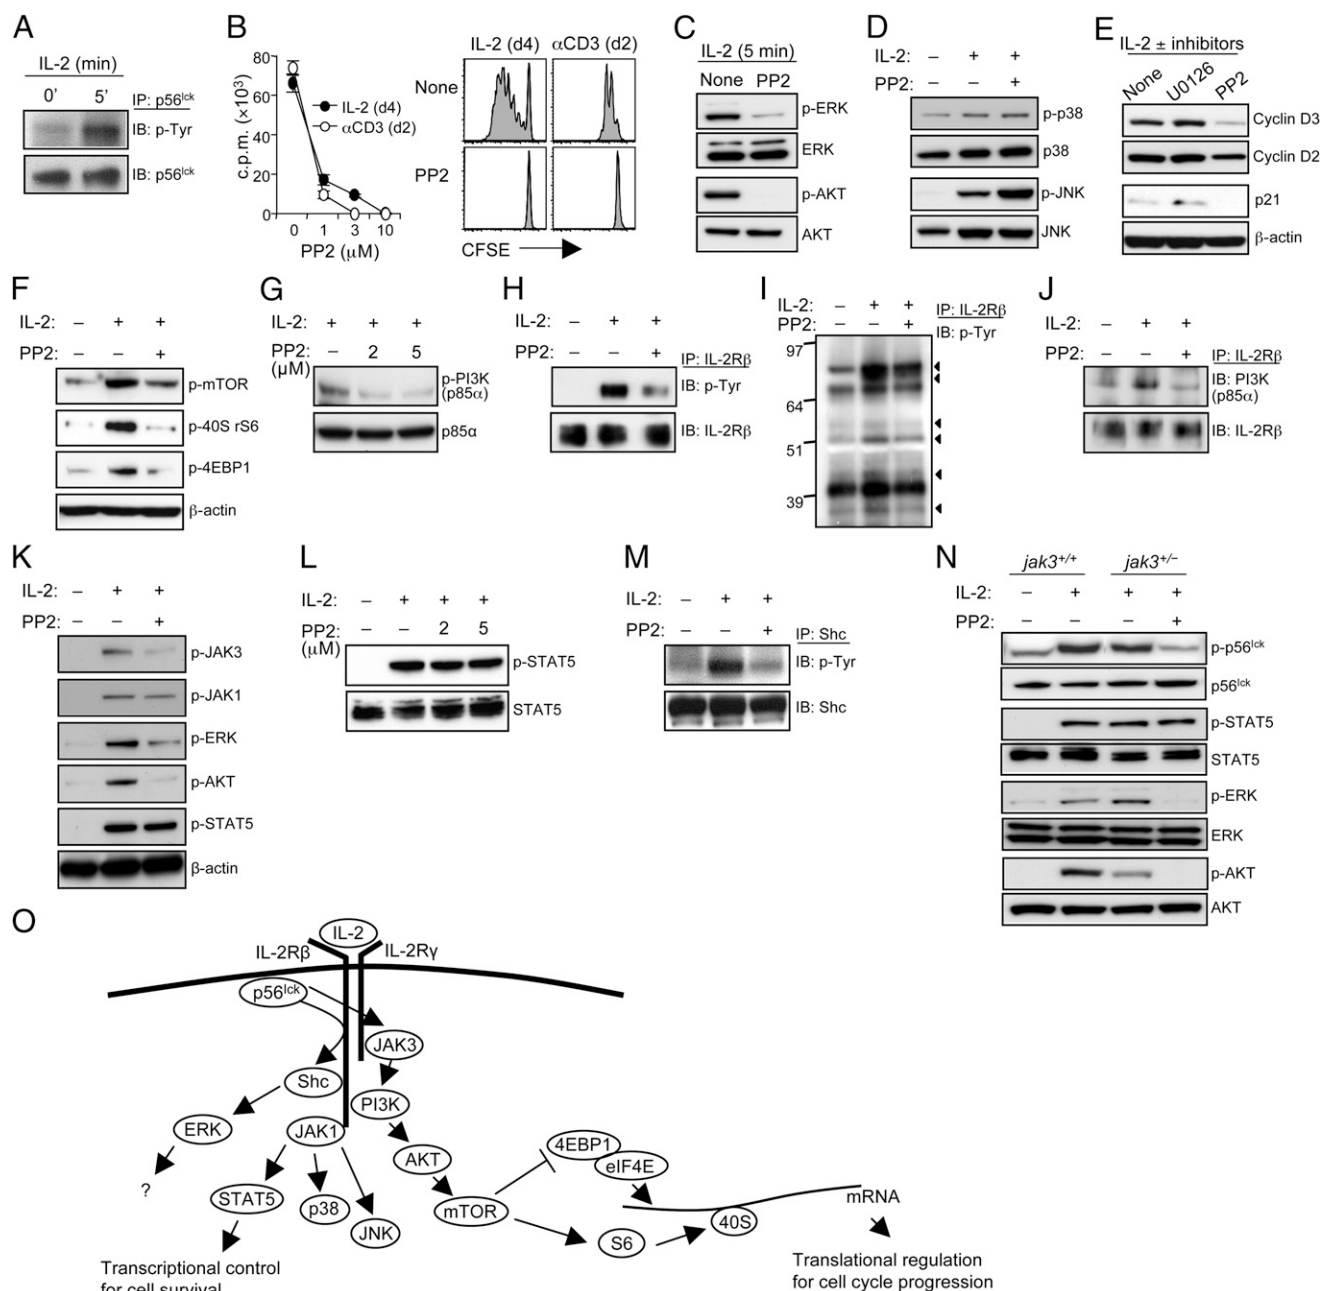 A
IL-2 (min)
0' 5'
IP: p56lck
IB: p-Tyr
IB: p56lck
B
80
60
40
20
0
c.p.m. (×10³)
IL-2 (d4)
αCD3 (d2)
0 1 3 10
PP2 (μM)
IL-2 (d4) αCD3 (d2)
None
PP2
CFSE
C
IL-2 (5 min)
None PP2
p-ERK
ERK
p-AKT
AKT
D
IL-2: – + +
PP2: – – +
p-p38
p38
p-JNK
JNK
E
IL-2 ± inhibitors
None U0126 PP2
Cyclin D3
Cyclin D2
p21
β-actin
F
IL-2: – + +
PP2: – – +
p-mTOR
p-40S rS6
p-4EBP1
β-actin
G
IL-2: + + +
PP2: – 2 5
(μM)
p-PI3K
(p85α)
p85α
H
IL-2: – + +
PP2: – – +
IP: IL-2Rβ
IB: p-Tyr
IB: IL-2Rβ
I
IL-2: – + +
PP2: – – +
IP: IL-2Rβ
IB: p-Tyr
97
64
51
39
J
IL-2: – + +
PP2: – – +
IP: IL-2Rβ
IB: PI3K
(p85α)
IB: IL-2Rβ
K
IL-2: – + +
PP2: – – +
p-JAK3
p-JAK1
p-ERK
p-AKT
p-STAT5
β-actin
L
IL-2: – + + +
PP2: – – 2 5
(μM)
p-STAT5
STAT5
M
IL-2: – + +
PP2: – – +
IP: Shc
IB: p-Tyr
IB: Shc
N
jak3+/+ jak3+/–
IL-2: – + + +
PP2: – – – +
p-p56lck
p56lck
p-STAT5
STAT5
p-ERK
ERK
p-AKT
AKT
O
IL-2
IL-2Rβ IL-2Rγ
p56lck
JAK3
Shc
PI3K
ERK
JAK1
4EBP1
AKT
eIF4E
?
STAT5
p38
mTOR
mRNA
JNK
S6
40S
Transcriptional control
for cell survival
Translational regulation
for cell cycle progression